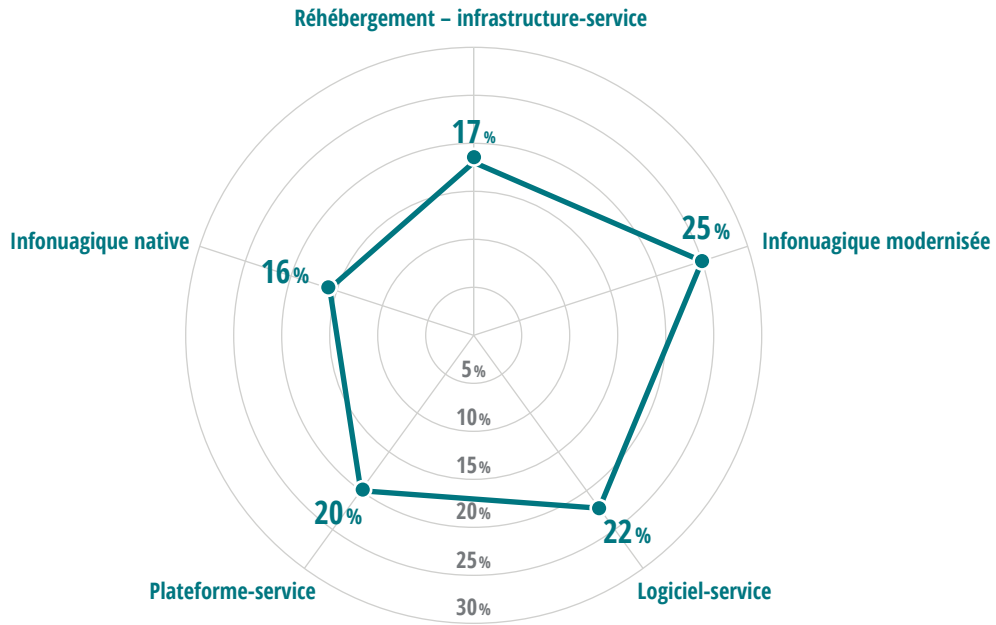 Réhébergement – infrastructure-service
17 %
25 %
Infonuagique native
Infonuagique modernisée
16 %
5 %
10 %
15 %
20 %
20 %
22 %
25 %
Plateforme-service
Logiciel-service
30 %